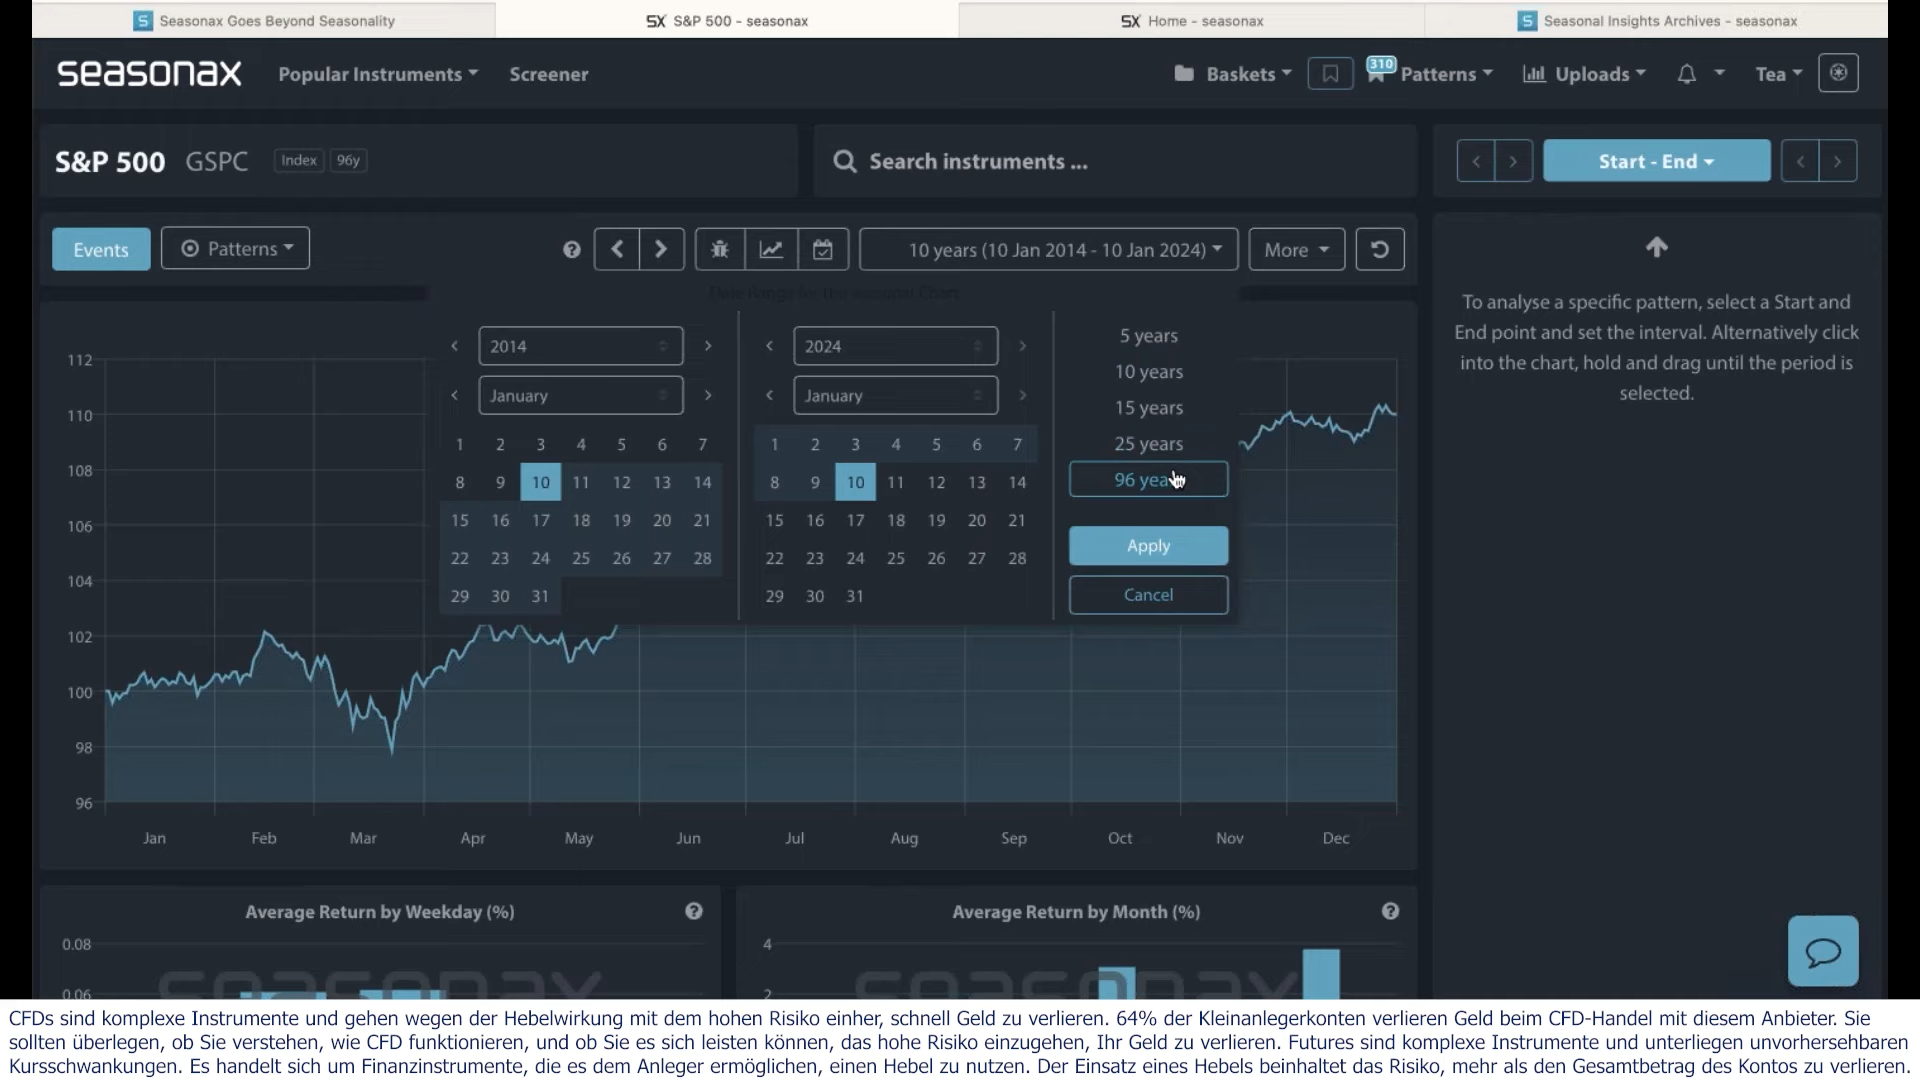 Seasonax Goes Beyond Seasonality
SX S&P 500 - seasonax
SX Home - seasonax
S Seasonal Insights Archives - seasonax
seasonax
Popular Instruments
Screener
Baskets
310
Patterns
Uploads
Tea
S&P 500 GSPC Index 96y
Search instruments ...
Start - End
Events
Patterns
10 years (10 Jan 2014 - 10 Jan 2024)
More
Date Range for the Seasonal Chart
To analyse a specific pattern, select a Start and
End point and set the interval. Alternatively click
into the chart, hold and drag until the period is
selected.
2014
January
1 2 3 4 5 6 7
8 9 10 11 12 13 14
15 16 17 18 19 20 21
22 23 24 25 26 27 28
29 30 31
2024
January
1 2 3 4 5 6 7
8 9 10 11 12 13 14
15 16 17 18 19 20 21
22 23 24 25 26 27 28
29 30 31
5 years
10 years
15 years
25 years
96
Apply
Cancel
112
110
108
106
104
102
100
98
96
Jan Feb Mar Apr May Jun Jul Aug Sep Oct Nov Dec
Average Return by Weekday (%)
0.08
0.06
seasonax
Average Return by Month (%)
4
2
seasonax
CFDs sind komplexe Instrumente und gehen wegen der Hebelwirkung mit dem hohen Risiko einher, schnell Geld zu verlieren. 64% der Kleinanlegerkonten verlieren Geld beim CFD-Handel mit diesem Anbieter. Sie
sollten überlegen, ob Sie verstehen, wie CFD funktionieren, und ob Sie es sich leisten können, das hohe Risiko einzugehen, Ihr Geld zu verlieren. Futures sind komplexe Instrumente und unterliegen unvorhersehbaren
Kursschwankungen. Es handelt sich um Finanzinstrumente, die es dem Anleger ermöglichen, einen Hebel zu nutzen. Der Einsatz eines Hebels beinhaltet das Risiko, mehr als den Gesamtbetrag des Kontos zu verlieren.